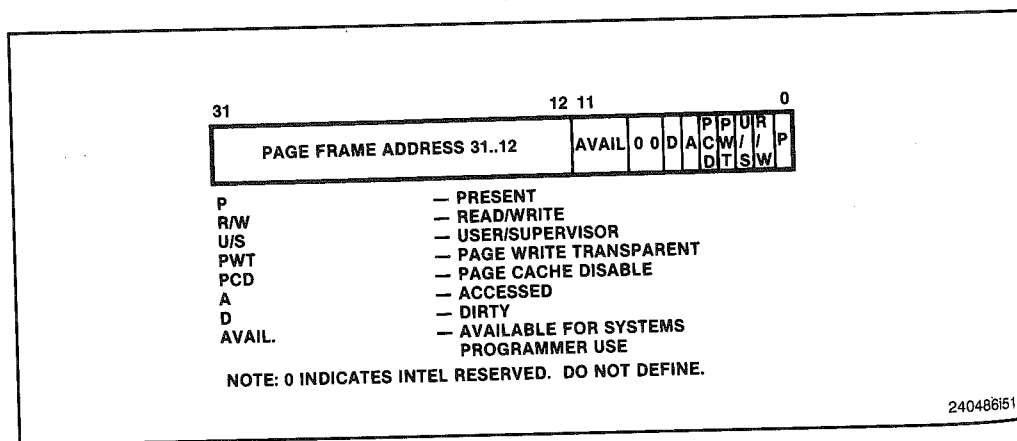 31 12 11 0
PAGE FRAME ADDRESS 31..12 AVAIL 0 0 D A PCD PWT U/S R/W P
P — PRESENT
R/W — READ/WRITE
U/S — USER/SUPERVISOR
PWT — PAGE WRITE TRANSPARENT
PCD — PAGE CACHE DISABLE
A — ACCESSED
D — DIRTY
AVAIL. — AVAILABLE FOR SYSTEMS
PROGRAMMER USE
NOTE: 0 INDICATES INTEL RESERVED. DO NOT DEFINE.
240486i51